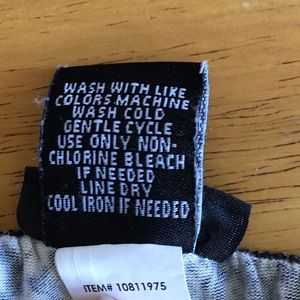 WASH WITH LIKE
COLORS MACHINE
WASH COLD
GENTLE CYCLE
USE ONLY NON-
CHLORINE BLEACH
IF NEEDED
LINE DRY
COOL IRON IF NEEDED
ITEM# 10811975